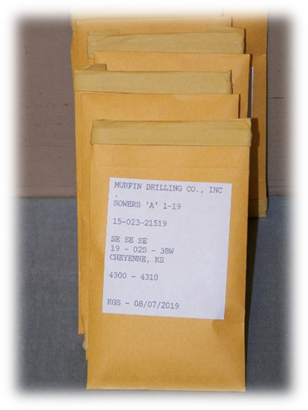 MURFIN DRILLING CO., INC
.
SOWERS 'A' 1-19
15-023-21519
SE SE SE
19 - 02S - 38W
CHEYENNE, KS
4300 - 4310
KGS - 08/07/2019